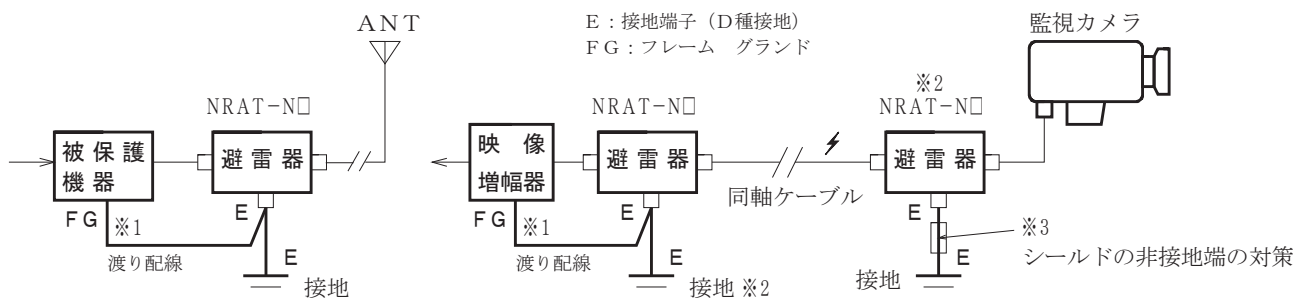 ANT
E：接地端子（D種接地）
FG：フレーム グランド
監視カメラ
NRAT-N□
NRAT-N□
※2
NRAT-N□
被保護
機器
避雷器
映像
増幅器
避雷器
避雷器
同軸ケーブル
FG
※1
E
渡り配線
E
接地
FG
※1
E
渡り配線
E
接地※2
E
E
接地
※3
シールドの非接地端の対策